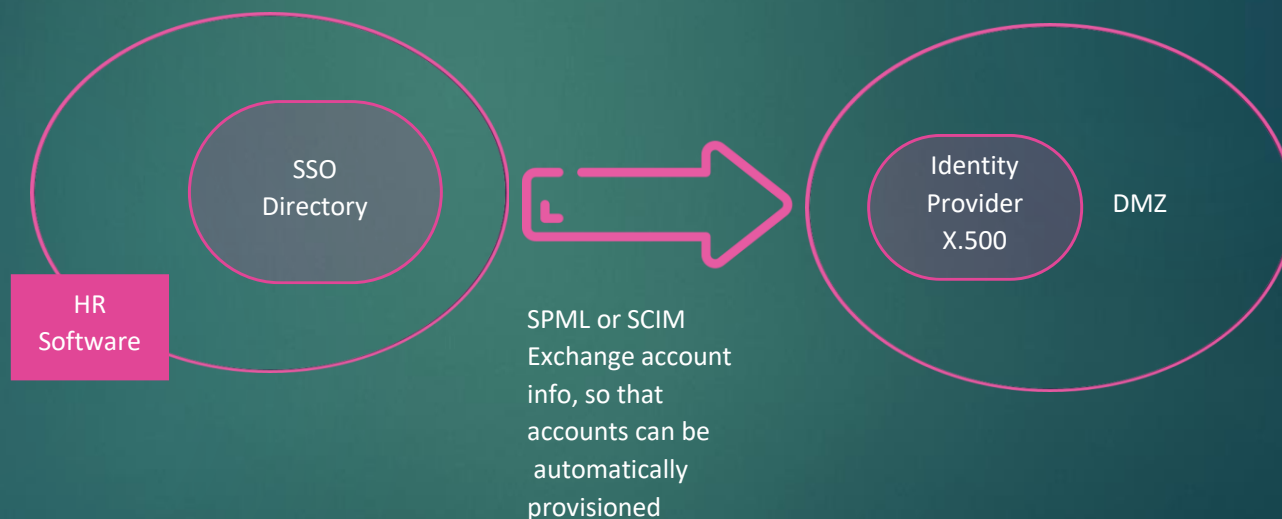 SSO
Directory
HR
Software
SPML or SCIM
Exchange account
info, so that
accounts can be
automatically
provisioned
Identity
Provider
X.500
DMZ